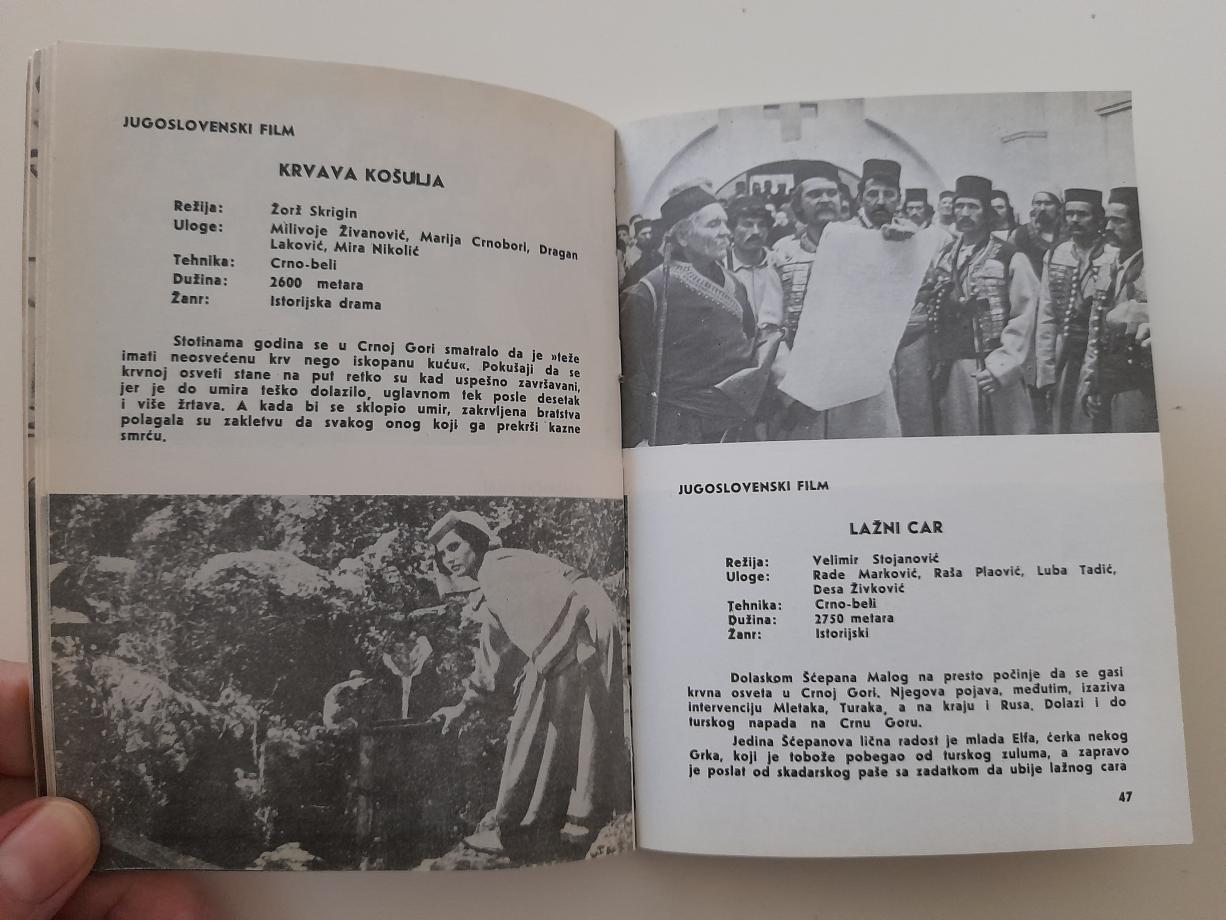 JUGOSLOVENSKI FILM
KRVAVA KOŠULJA
Režija: Žorž Skrigin
Uloge: Milivoje Živanović, Marija Crnobori, Dragan
Laković, Mira Nikolić
Tehnika: Crno-beli
Dužina: 2600 metara
Žanr: Istorijska drama
Stotinama godina se u Crnoj Gori smatralo da je »teže
imati neosvećenu krv nego iskopanu kuću«. Pokušaji da se
krvnoj osveti stane na put retko su kad uspešno završavani,
jer je do umira teško dolazilo, uglavnom tek posle desetak
i više žrtava. A kada bi se sklopio umir, zakrvljena bratstva
polagala su zakletvu da svakog onog koji ga prekrši kazne
smrću.
JUGOSLOVENSKI FILM
LAŽNI CAR
Režija: Velimir Stojanović
Uloge: Rade Marković, Raša Plaović, Luba Tadić,
Desa Živković
Tehnika: Crno-beli
Dužina: 2750 metara
Žanr: Istorijski
Dolaskom Šćepana Malog na presto počinje da se gasi
krvna osveta u Crnoj Gori. Njegova pojava, međutim, izaziva
intervenciju Mletaka, Turaka, a na kraju i Rusa. Dolazi i do
turskog napada na Crnu Goru.
Jedina Šćepanova lična radost je mlada Elfa, ćerka nekog
Grka, koji je tobože pobegao od turskog zuluma, a zapravo
je poslat od skadarskog paše sa zadatkom da ubije lažnog cara
47